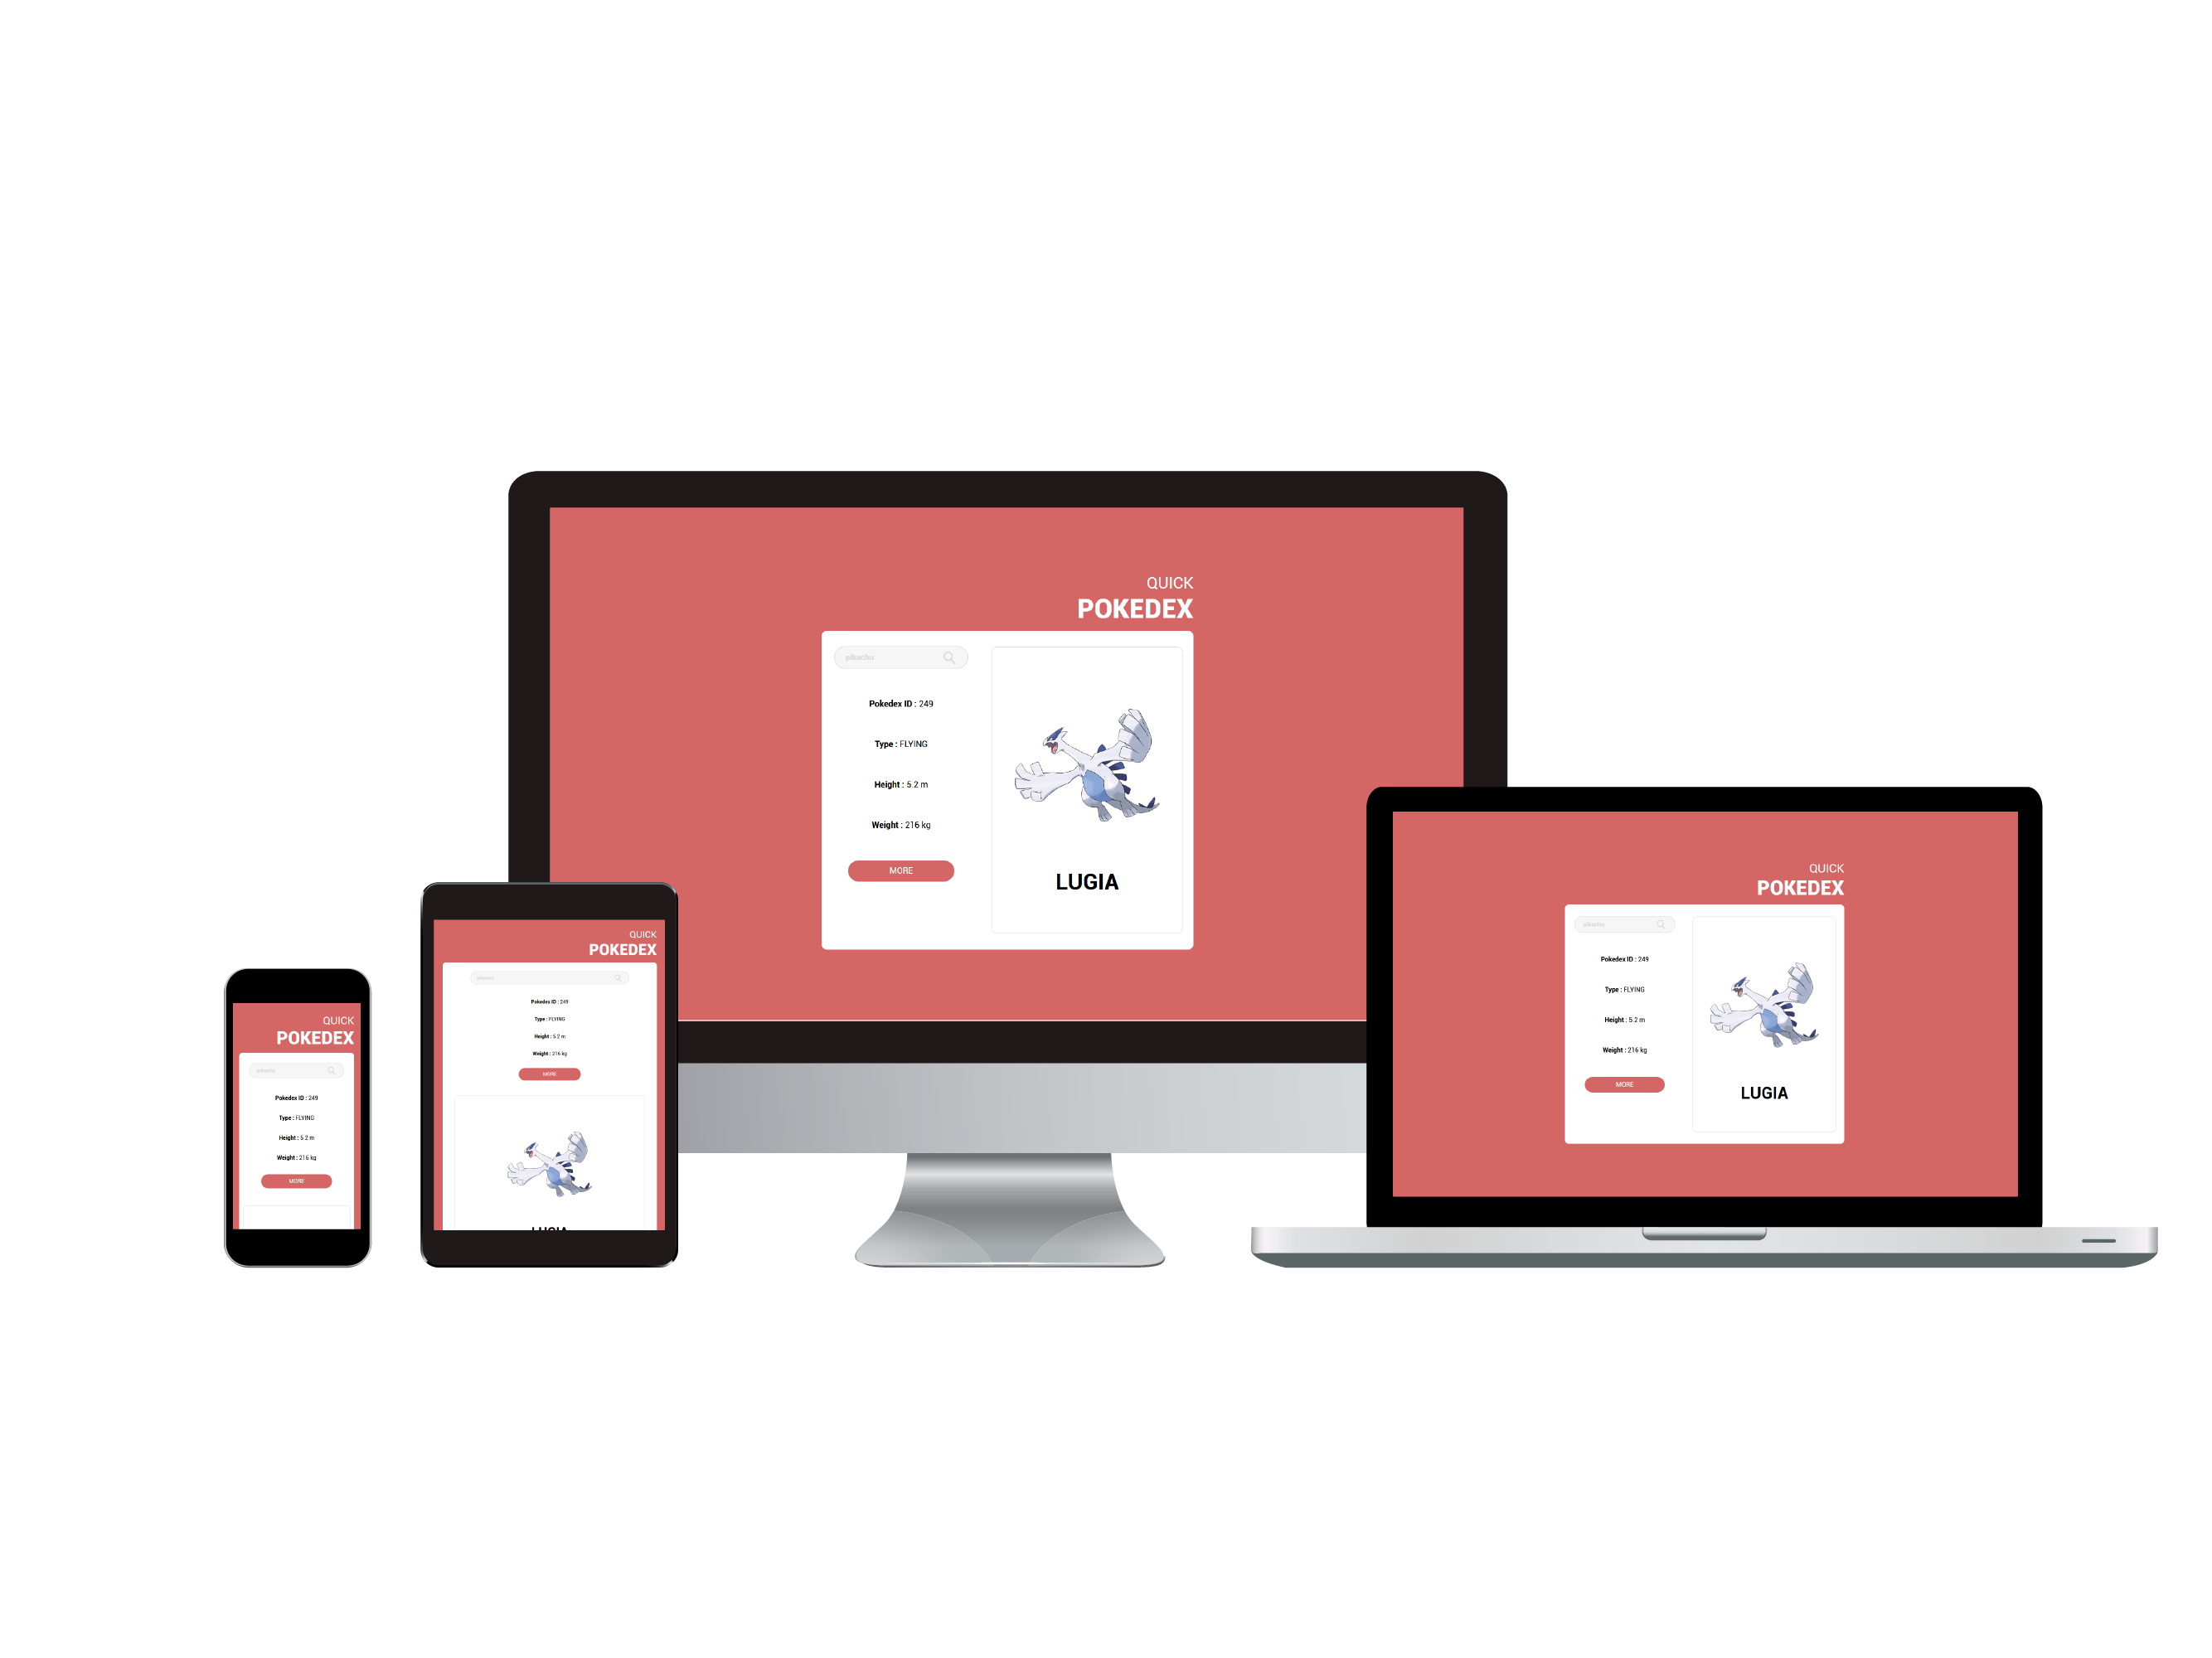 QUICK
POKEDEX
pikachu
Pokedex ID : 249
Type : FLYING
Height : 5.2 m
Weight : 216 kg
MORE
LUGIA
QUICK
POKEDEX
pikachu
Pokedex ID : 249
Type : FLYING
Height : 5.2 m
Weight : 216 kg
MORE
LUGIA
QUICK
POKEDEX
pikachu
Pokedex ID : 249
Type : FLYING
Height : 5.2 m
Weight : 216 kg
MORE
LUGIA
QUICK
POKEDEX
pikachu
Pokedex ID : 249
Type : FLYING
Height : 5.2 m
Weight : 216 kg
MORE